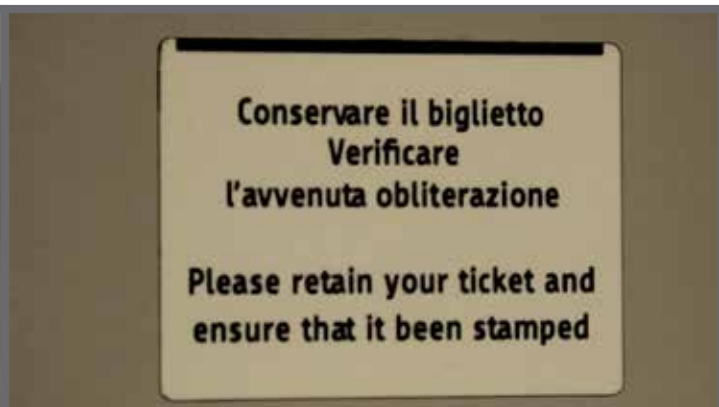 Conservare il biglietto
Verificare
l'avvenuta obliterazione
Please retain your ticket and
ensure that it been stamped